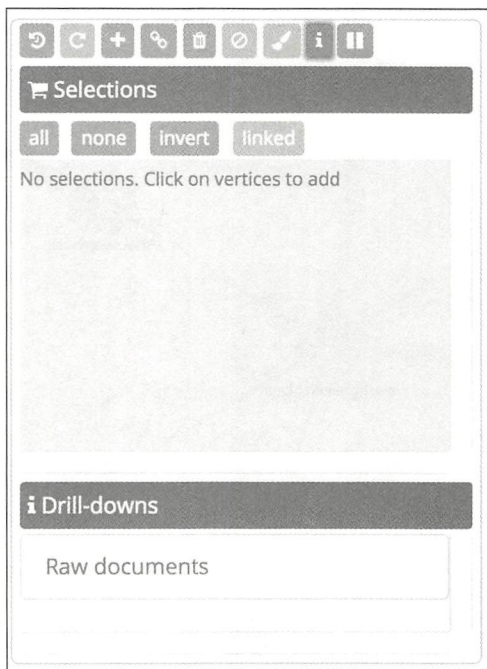 Selections
all none invert linked
No selections. Click on vertices to add
i Drill-downs
Raw documents